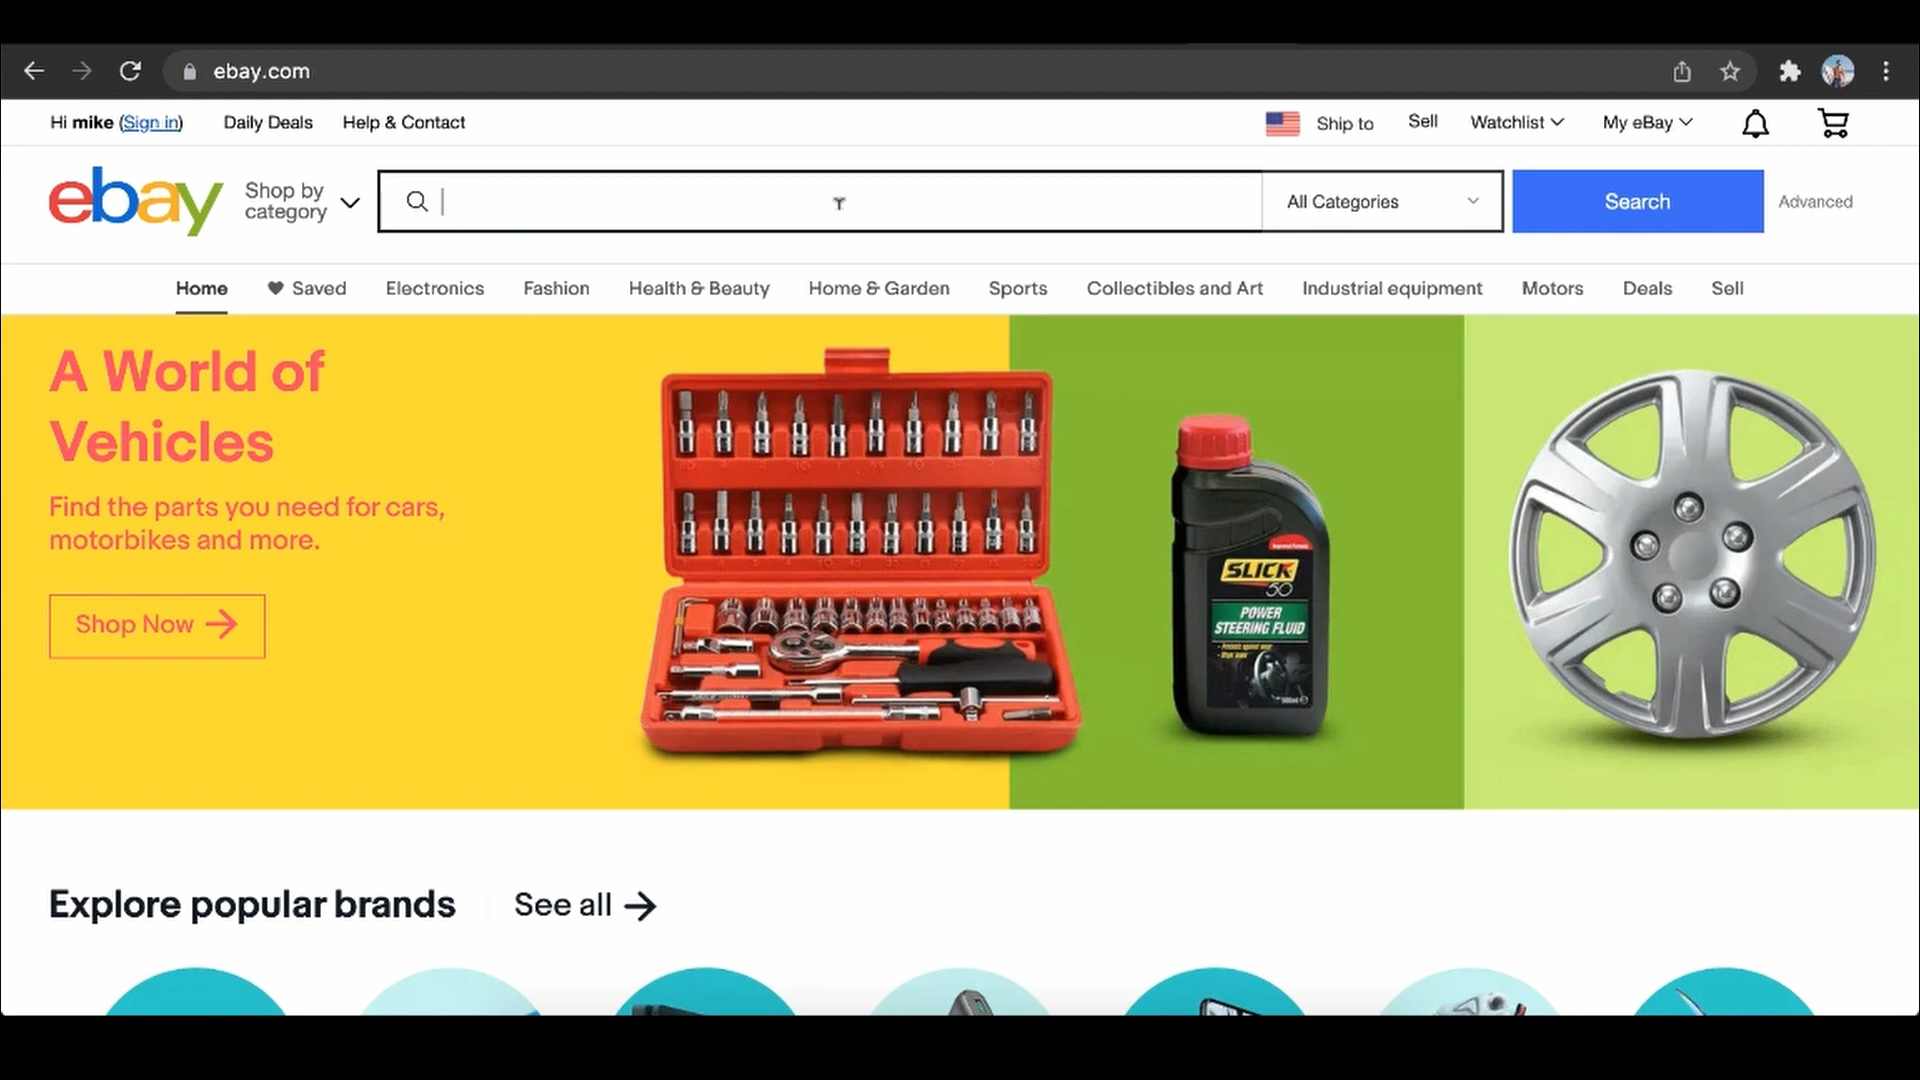 ebay.com
Hi mike (Sign in) Daily Deals Help & Contact Ship to Sell Watchlist My eBay
ebay
Shop by
category
All Categories
Search
Advanced
Home Saved Electronics Fashion Health & Beauty Home & Garden Sports Collectibles and Art Industrial equipment Motors Deals Sell
A World of
Vehicles
Find the parts you need for cars,
motorbikes and more.
Shop Now
SLICK
50
POWER
STEERING FLUID
Explore popular brands See all